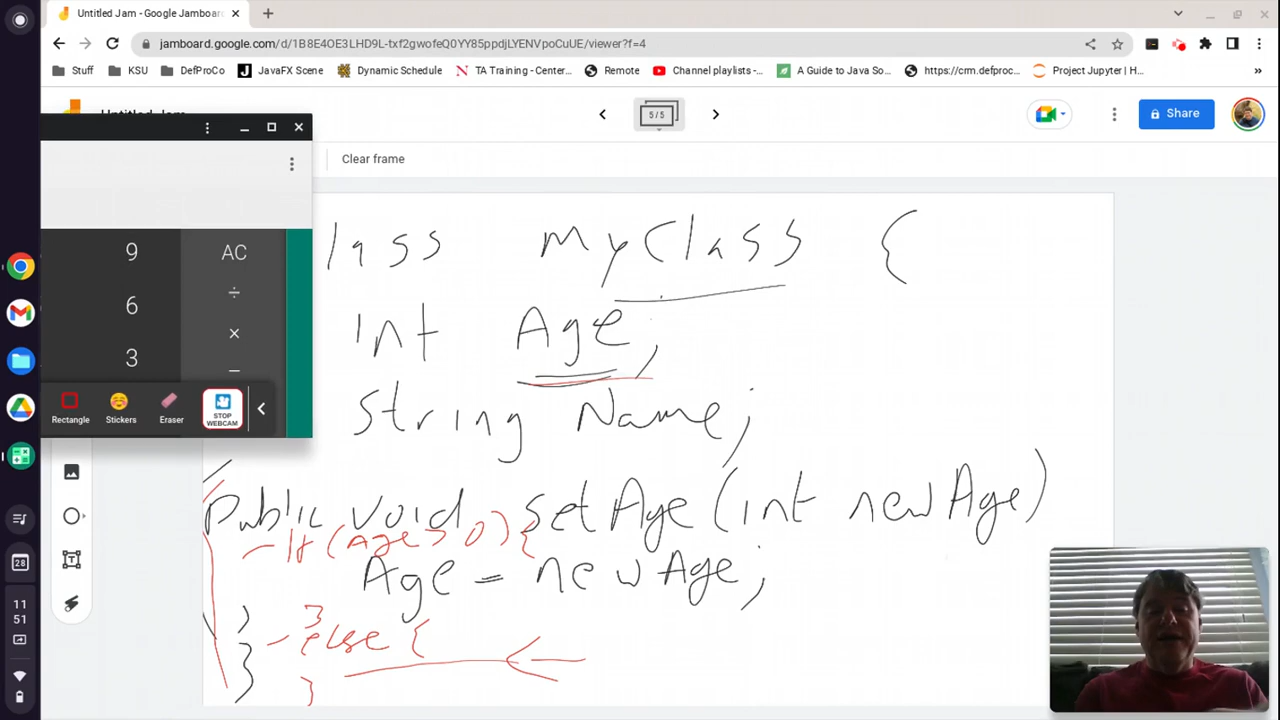 Untitled Jam - Google Jamboard
jamboard.google.com/d/1B8E4OE3LHD9L-txf2gwofeQ0YY85ppdjLYENVpoCuUE/viewer?f=4
Stuff KSU DefProCo JavaFX Scene Dynamic Schedule TA Training - Center... Remote Channel playlists -... A Guide to Java So... https://crm.defproc... Project Jupyter | H...
»
Untitled Jam
5/5
Share
Clear frame
9 AC
6 ÷
×
3
−
Rectangle Stickers Eraser STOP WEBCAM
28
11
51
lass MyClass {
int Age;
String Name;
Public void setAge (int newAge)
If (Age > 0) {
Age = newAge;
}
}
else {
}
}